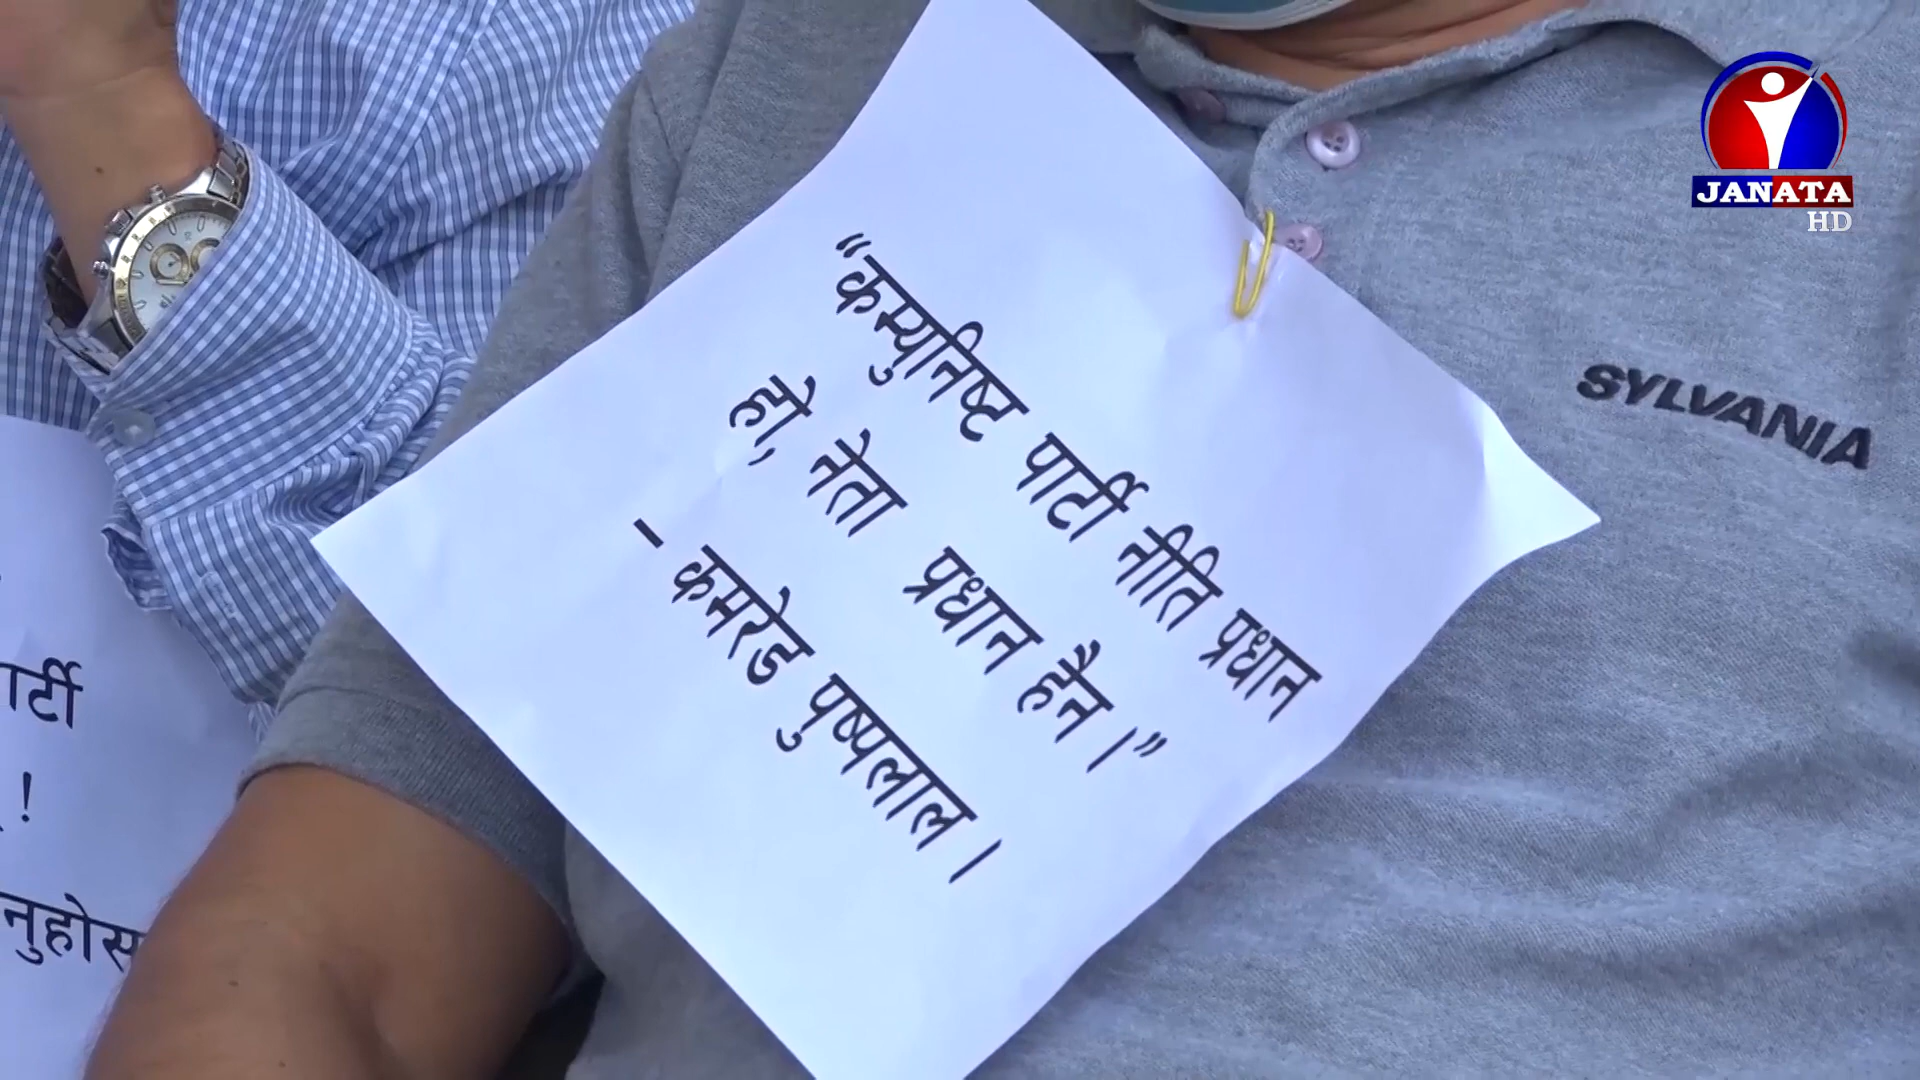 “कम्युनिष्ट पार्टी नीति प्रधान
हो, नेता प्रधान हैन ।”
- कमरेड पुष्पलाल ।
SYLVANIA
JANATA
HD
!